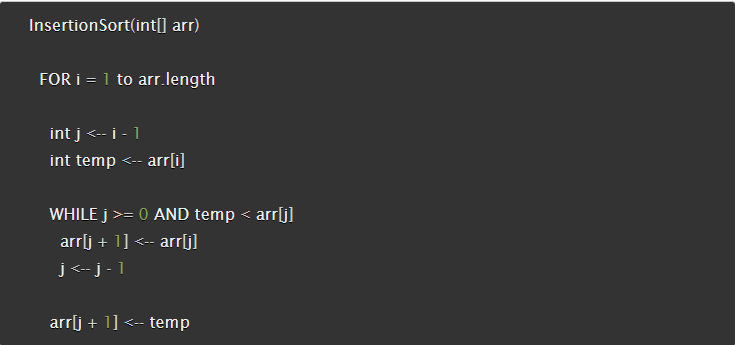 InsertionSort(int[] arr)
FOR i = 1 to arr.length
int j <-- i - 1
int temp <-- arr[i]
WHILE j >= 0 AND temp < arr[j]
arr[j + 1] <-- arr[j]
j <-- j - 1
arr[j + 1] <-- temp